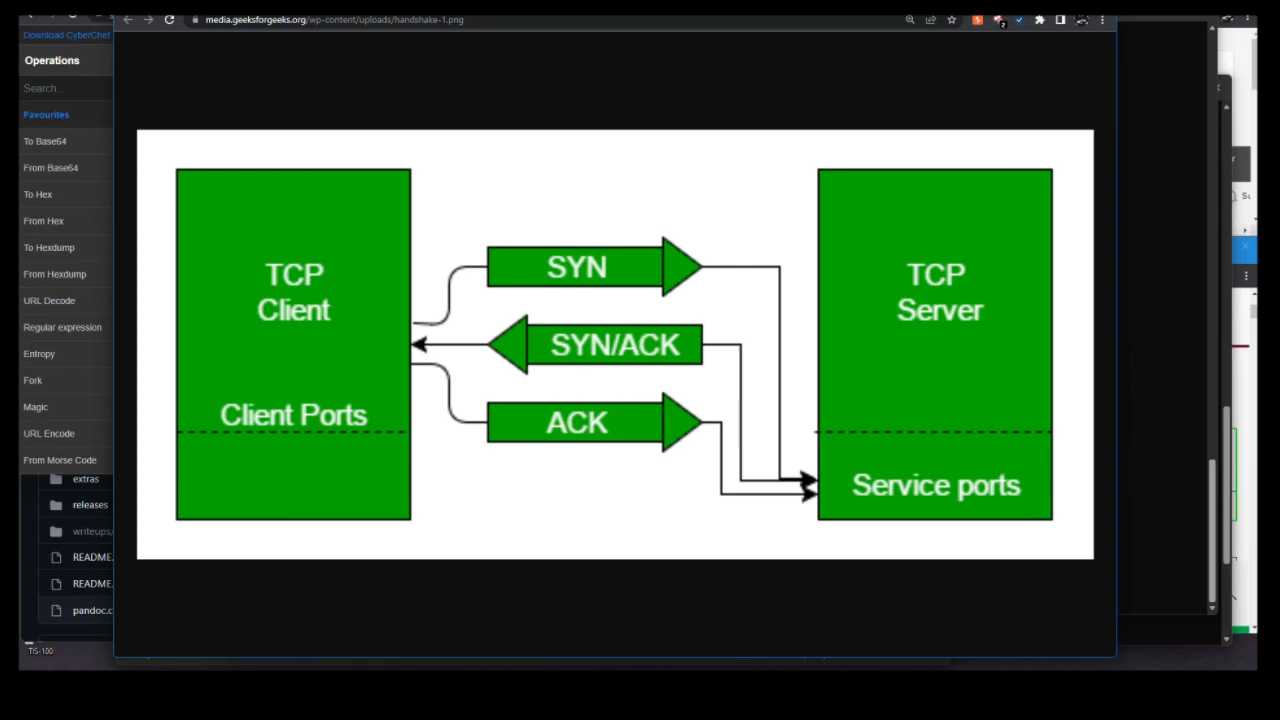 media.geeksforgeeks.org/wp-content/uploads/handshake-1.png
Download CyberChef
Operations
Search...
Favourites
To Base64
From Base64
To Hex
From Hex
To Hexdump
From Hexdump
URL Decode
Regular expression
Entropy
Fork
Magic
URL Encode
From Morse Code
extras
releases
writeups/
README.
README.
pandoc.c
TIS-100
TCP
Client
Client Ports
SYN
SYN/ACK
ACK
TCP
Server
Service ports
2